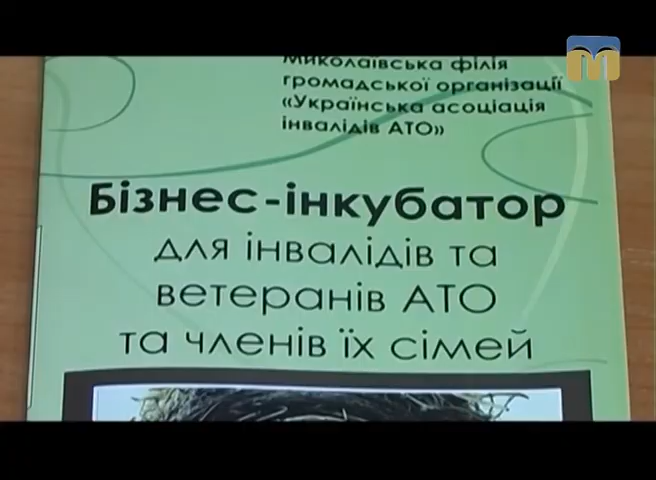 Миколаївська філія
громадської організації
«Українська асоціація
інвалідів АТО»
Бізнес-інкубатор
для інвалідів та
ветеранів АТО
та членів їх сімей